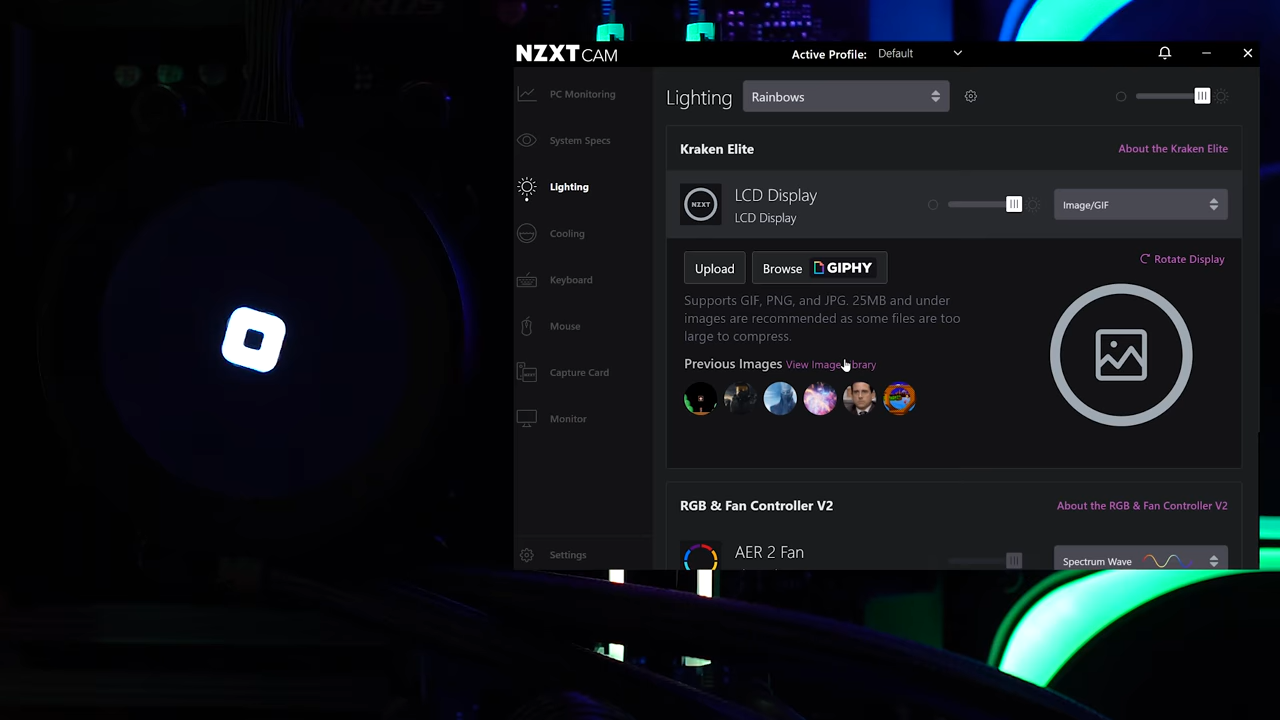 NZXT CAM
Active Profile: Default
PC Monitoring
System Specs
Lighting
Cooling
Keyboard
Mouse
Capture Card
Monitor
Settings
Lighting
Rainbows
Kraken Elite
About the Kraken Elite
NZXT
LCD Display
LCD Display
Image/GIF
Upload
Browse GIPHY
Rotate Display
Supports GIF, PNG, and JPG. 25MB and under
images are recommended as some files are too
large to compress.
Previous Images View Image Library
RGB & Fan Controller V2
About the RGB & Fan Controller V2
AER 2 Fan
Spectrum Wave